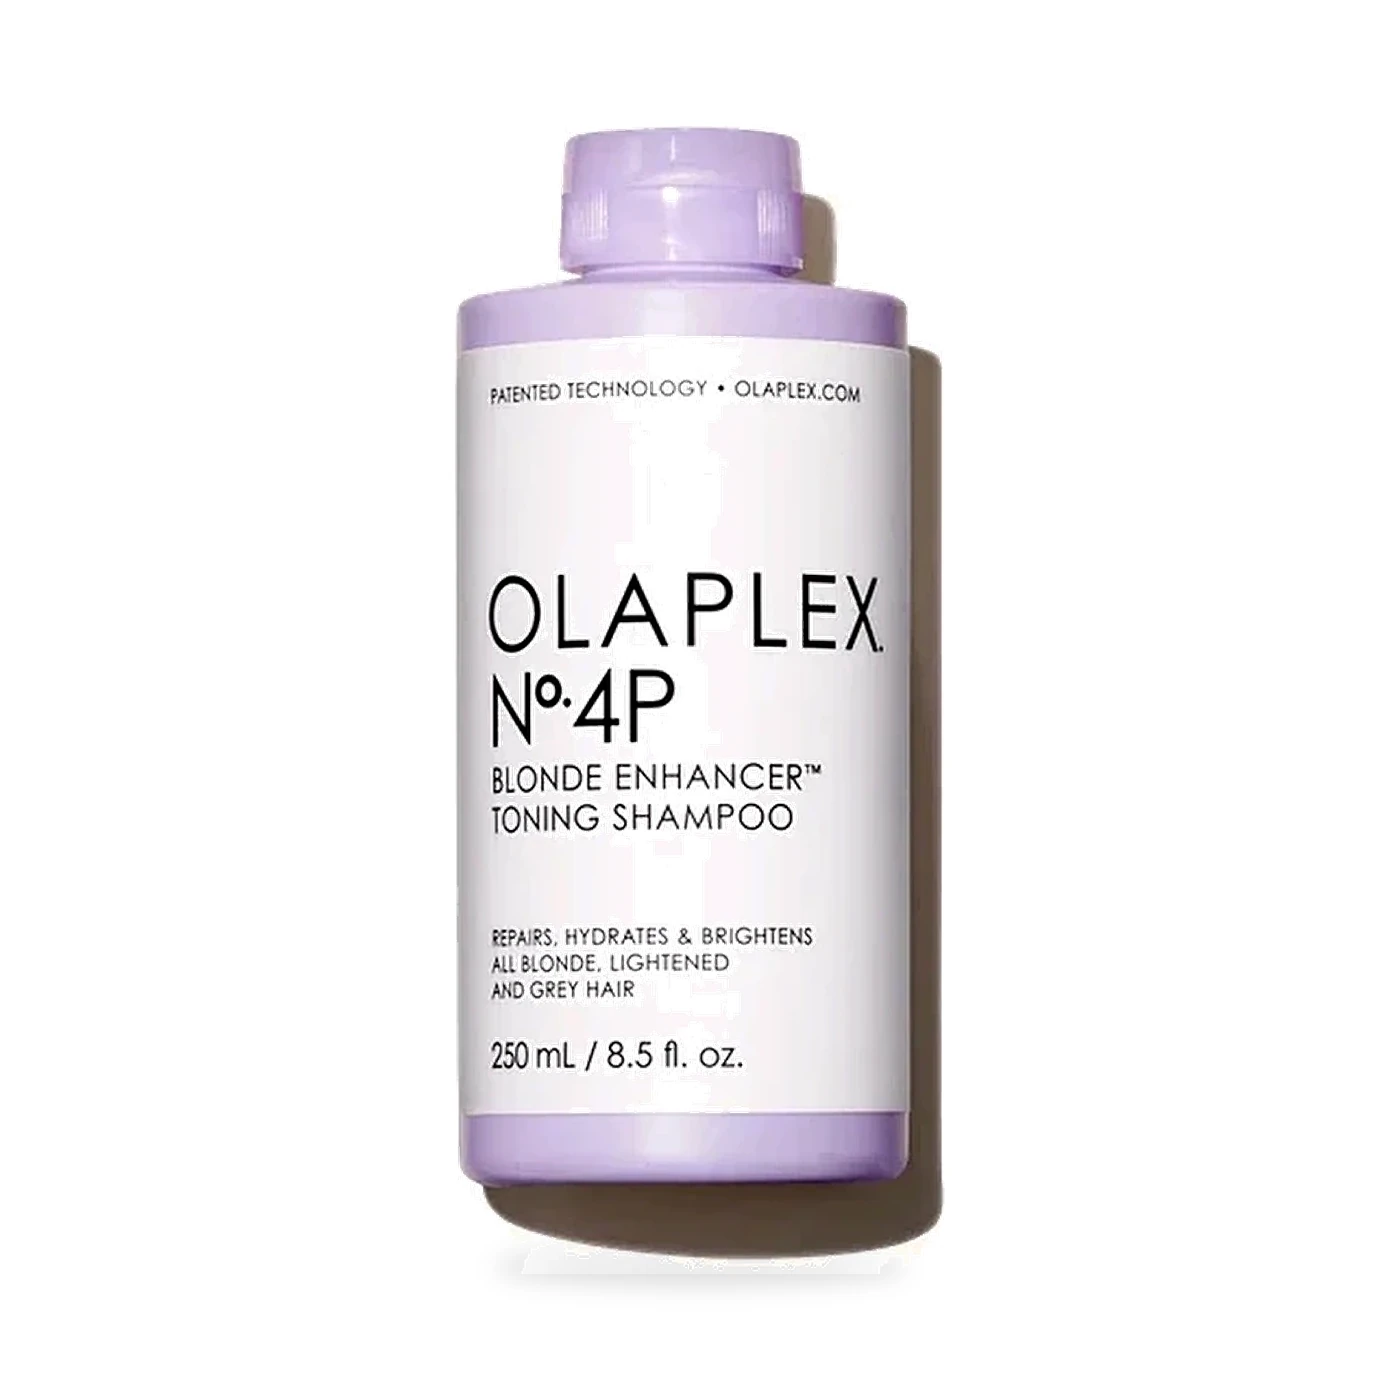 PATENTED TECHNOLOGY • OLAPLEX.COM
OLAPLEX.
Nº.4P
BLONDE ENHANCER™
TONING SHAMPOO
REPAIRS, HYDRATES & BRIGHTENS
ALL BLONDE, LIGHTENED
AND GREY HAIR
250 mL / 8.5 fl. oz.